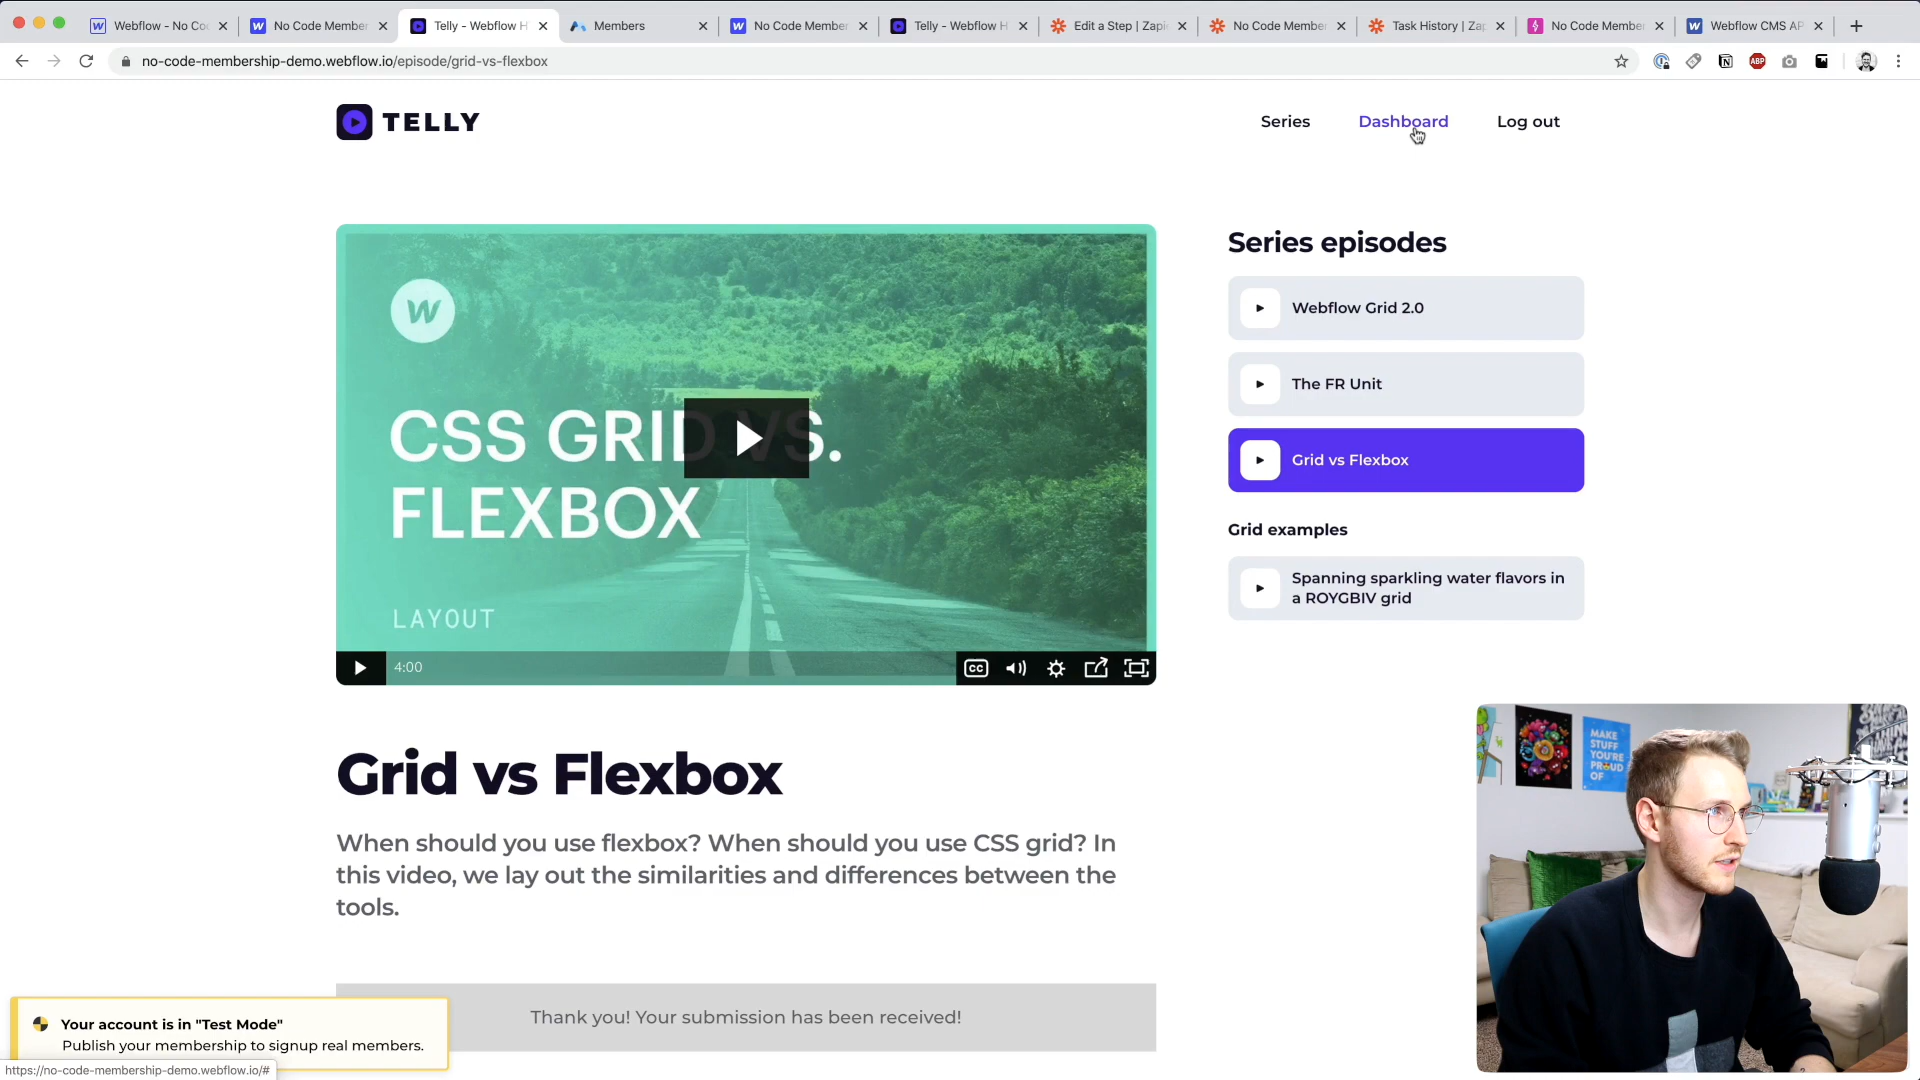 Webflow - No Co
No Code Member
Telly - Webflow H
Members
No Code Member
Telly - Webflow H
Edit a Step | Zapie
No Code Member
Task History | Zap
No Code Member
Webflow CMS AP
no-code-membership-demo.webflow.io/episode/grid-vs-flexbox
ABP
TELLY
Series
Dashboard
Log out
W
CSS GRID VS.
FLEXBOX
LAYOUT
4:00
CC
Series episodes
Webflow Grid 2.0
The FR Unit
Grid vs Flexbox
Grid examples
Spanning sparkling water flavors in
a ROYGBIV grid
Grid vs Flexbox
When should you use flexbox? When should you use CSS grid? In
this video, we lay out the similarities and differences between the
tools.
Thank you! Your submission has been received!
Your account is in "Test Mode"
Publish your membership to signup real members.
https://no-code-membership-demo.webflow.io/#
MAKE
STUFF
YOU'RE
PROUD
OF